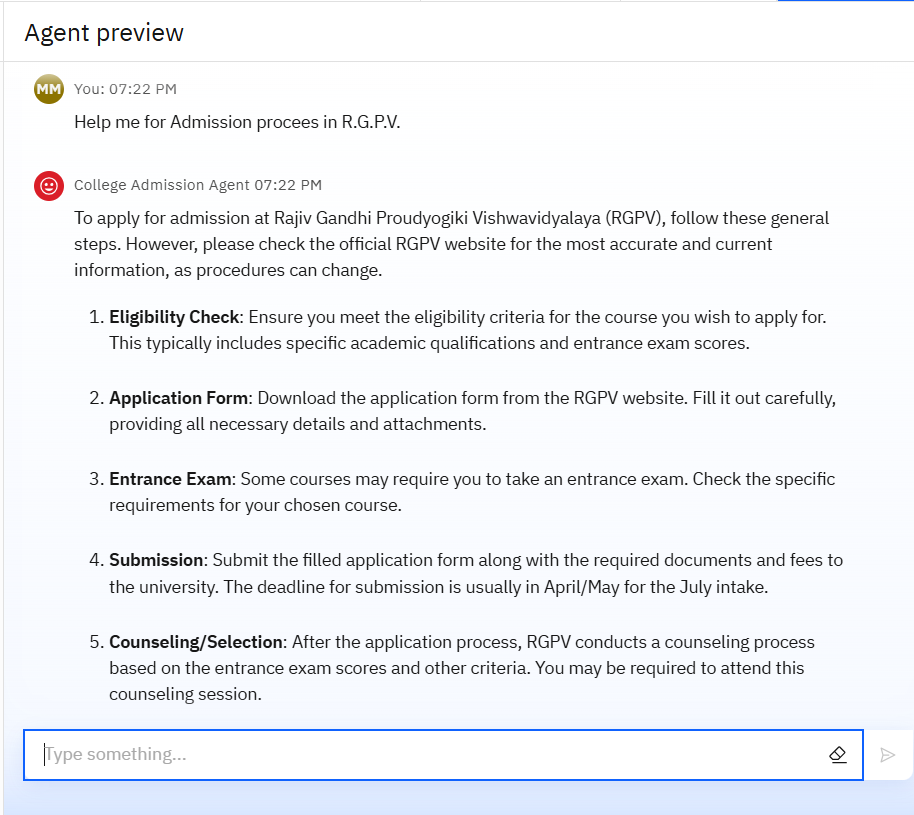 Agent preview
MM
You: 07:22 PM
Help me for Admission procees in R.G.P.V.
College Admission Agent 07:22 PM
To apply for admission at Rajiv Gandhi Proudyogiki Vishwavidyalaya (RGPV), follow these general
steps. However, please check the official RGPV website for the most accurate and current
information, as procedures can change.
1. Eligibility Check: Ensure you meet the eligibility criteria for the course you wish to apply for.
This typically includes specific academic qualifications and entrance exam scores.
2. Application Form: Download the application form from the RGPV website. Fill it out carefully,
providing all necessary details and attachments.
3. Entrance Exam: Some courses may require you to take an entrance exam. Check the specific
requirements for your chosen course.
4. Submission: Submit the filled application form along with the required documents and fees to
the university. The deadline for submission is usually in April/May for the July intake.
5. Counseling/Selection: After the application process, RGPV conducts a counseling process
based on the entrance exam scores and other criteria. You may be required to attend this
counseling session.
Type something...